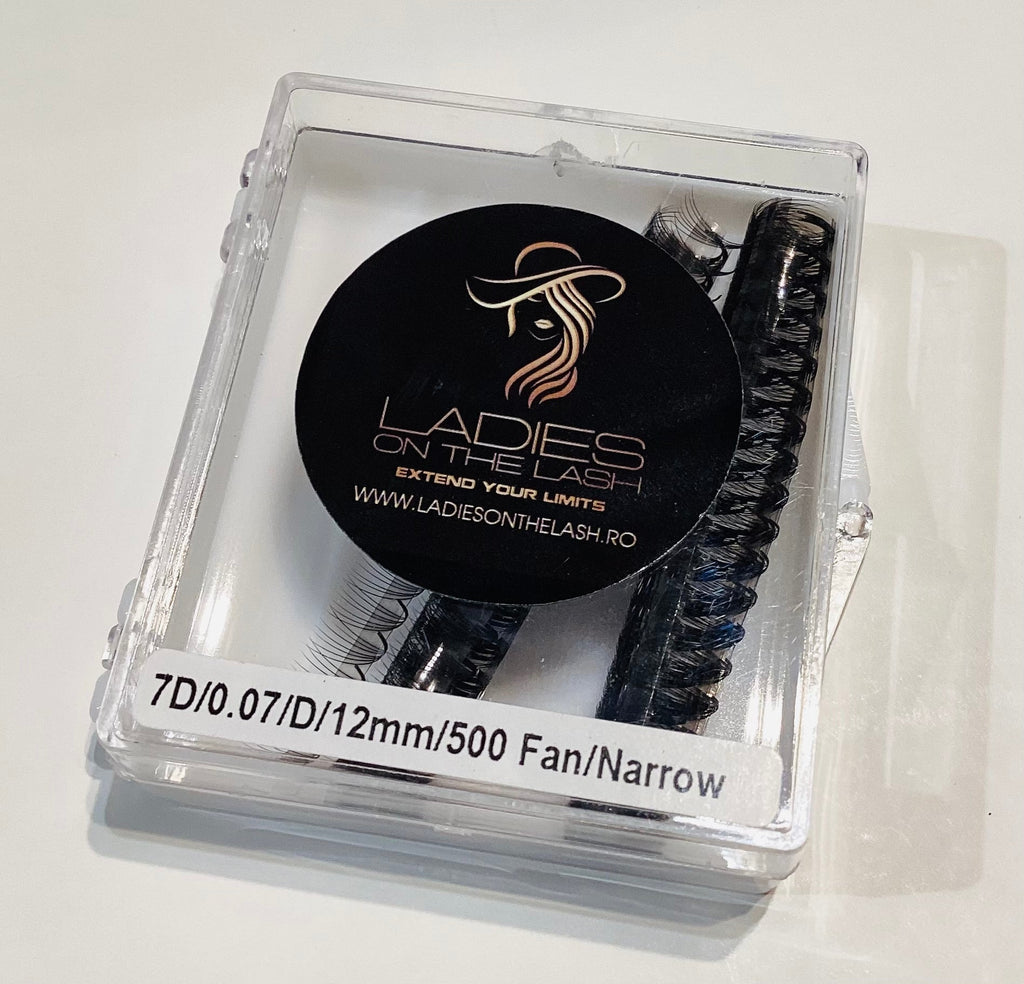 LADIES
ON THE LASH
EXTEND YOUR LIMITS
WWW.LADIESONTHELASH.RO
7D/0.07/D/12mm/500 Fan/Narrow